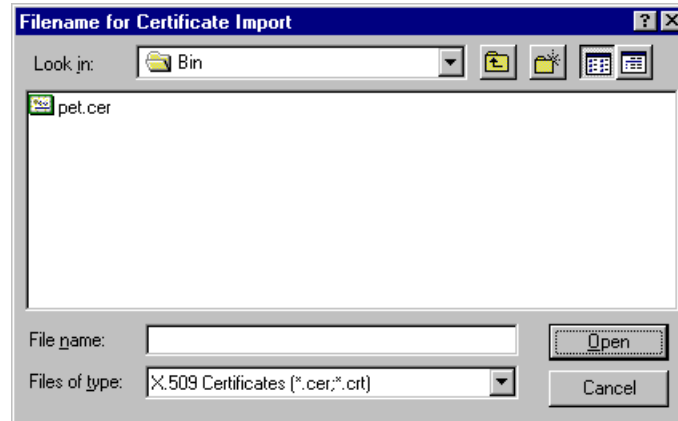 Filename for Certificate Import
Look in: Bin
pet.cer
File name: Open
Files of type: X.509 Certificates (*.cer;*.crt) Cancel